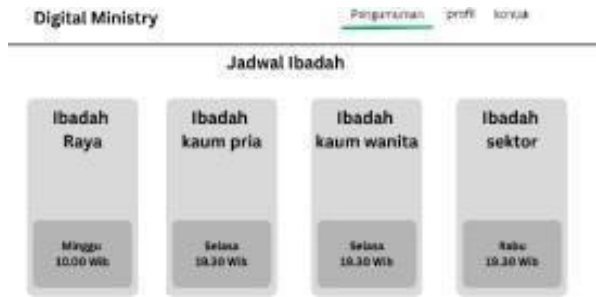 Digital Ministry
Pengumuman profil kontak
Jadwal Ibadah
Ibadah
Raya
Ibadah
kaum pria
Ibadah
kaum wanita
Ibadah
sektor
Minggu
10.00 Wib
Selasa
19.30 Wib
Selasa
19.30 Wib
Rabu
19.30 Wib